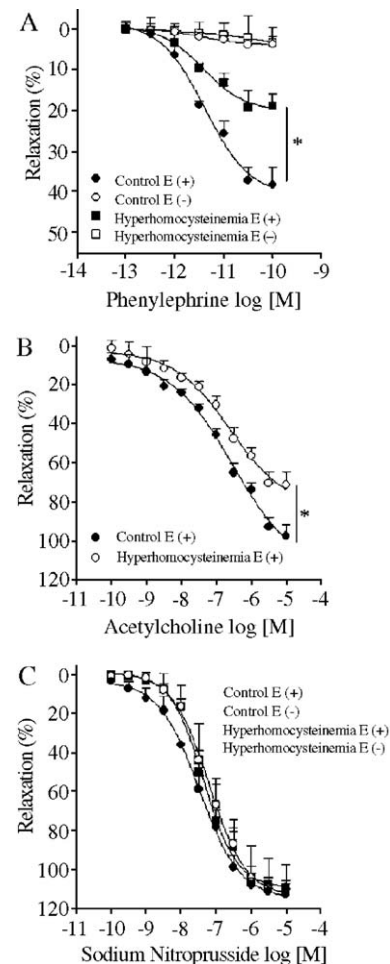 A
0
10
20
30
40
50
Relaxation (%)
*
Control E (+)
Control E (-)
Hyperhomocysteinemia E (+)
Hyperhomocysteinemia E (-)
-14 -13 -12 -11 -10 -9
Phenylephrine log [M]
B
0
20
40
60
80
100
120
Relaxation (%)
*
Control E (+)
Hyperhomocysteinemia E (+)
-11 -10 -9 -8 -7 -6 -5 -4
Acetylcholine log [M]
C
0
20
40
60
80
100
120
Relaxation (%)
Control E (+)
Control E (-)
Hyperhomocysteinemia E (+)
Hyperhomocysteinemia E (-)
-11 -10 -9 -8 -7 -6 -5 -4
Sodium Nitroprusside log [M]